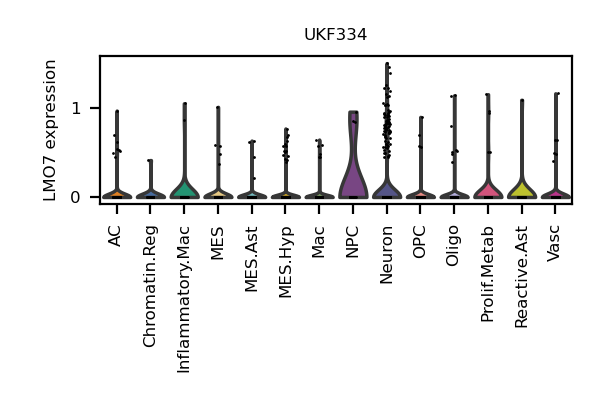 UKF334
LMO7 expression
1
0
AC
Chromatin.Reg
Inflammatory.Mac
MES
MES.Ast
MES.Hyp
Mac
NPC
Neuron
OPC
Oligo
Prolif.Metab
Reactive.Ast
Vasc